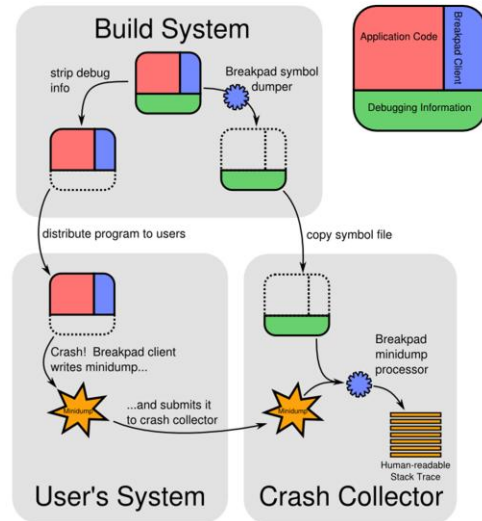 Build System
strip debug
info
Breakpad symbol
dumper
Application Code
Breakpad Client
Debugging Information
distribute program to users
copy symbol file
Crash! Breakpad client
writes minidump...
Minidump
...and submits it
to crash collector
Minidump
Breakpad
minidump
processor
Human-readable
Stack Trace
User's System
Crash Collector